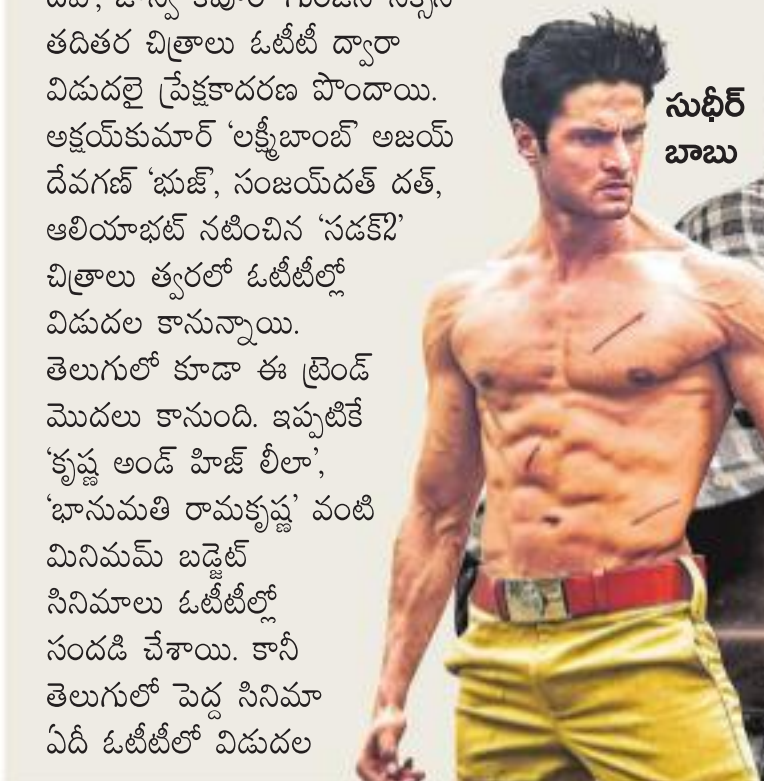 తదితర చిత్రాలు ఓటీటీ ద్వారా
విడుదలై ప్రేక్షకాదరణ పొందాయి.
అక్షయ్‌కుమార్ ‘లక్ష్మీబాంబ్’ అజయ్
దేవగణ్ ‘భుజ్’, సంజయ్‌దత్ దత్,
ఆలియాభట్ నటించిన ‘సడక్2’
చిత్రాలు త్వరలో ఓటీటీల్లో
విడుదల కానున్నాయి.
తెలుగులో కూడా ఈ ట్రెండ్
మొదలు కానుంది. ఇప్పటికే
‘కృష్ణ అండ్ హిజ్ లీలా’,
‘భానుమతి రామకృష్ణ’ వంటి
మినిమమ్ బడ్జెట్
సినిమాలు ఓటీటీల్లో
సందడి చేశాయి. కానీ
తెలుగులో పెద్ద సినిమా
ఏదీ ఓటీటీలో విడుదల
సుధీర్
బాబు